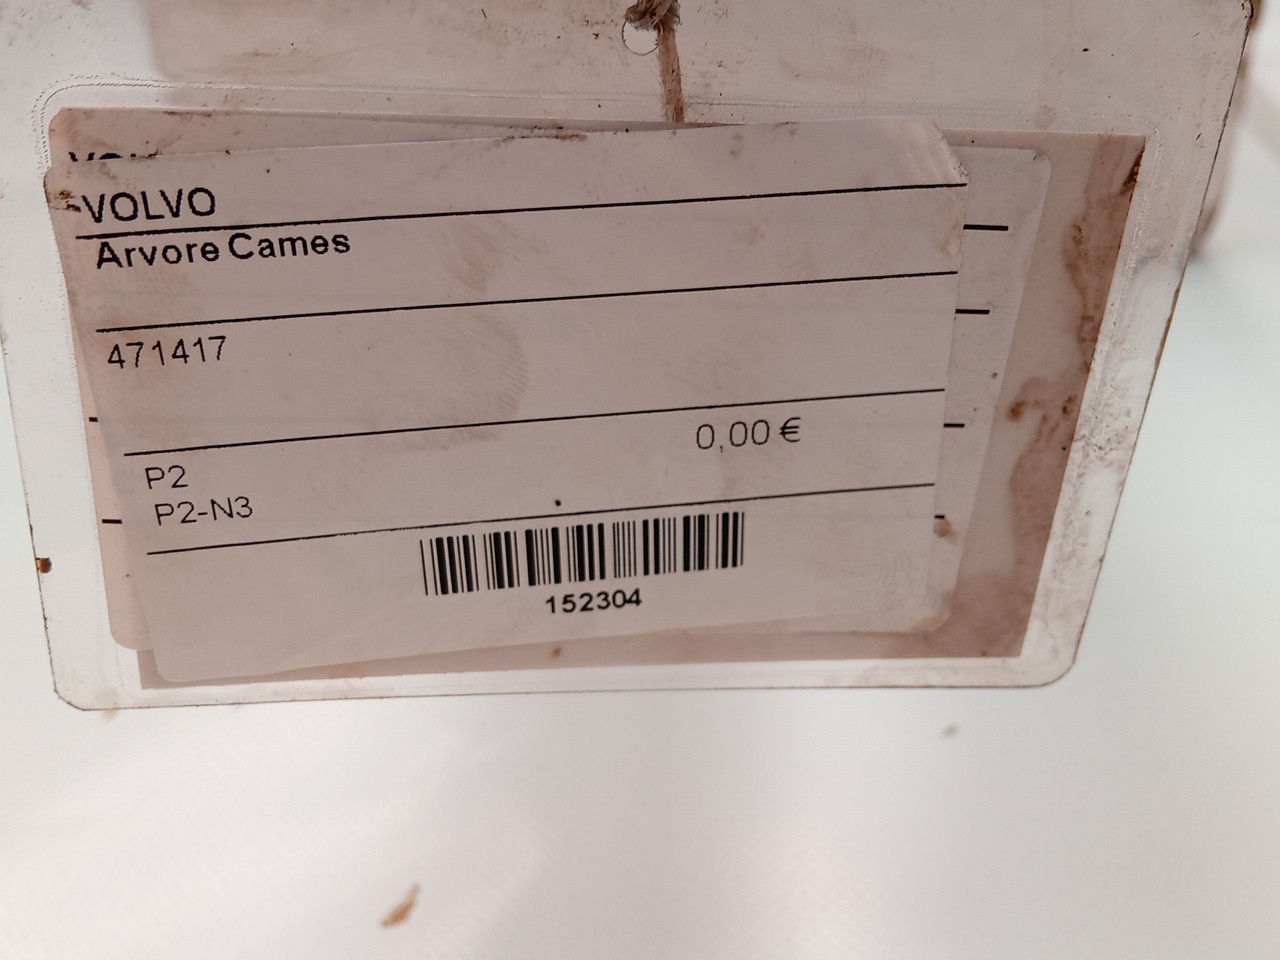 VOLVO
Arvore Cames
471417
0,00 €
P2
P2-N3
152304